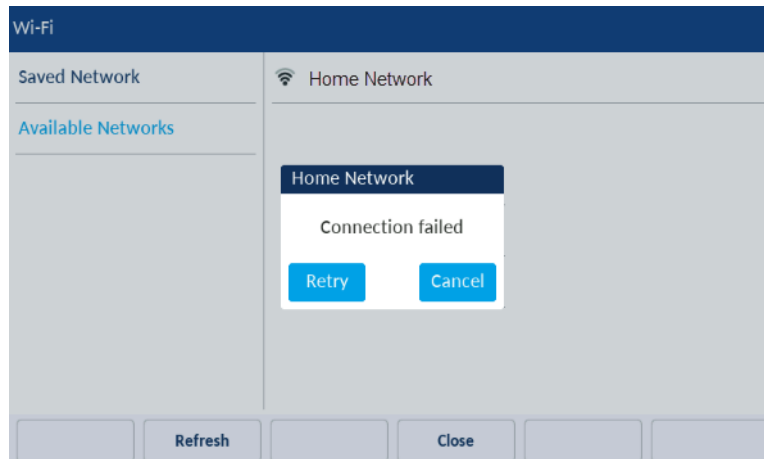 Wi-Fi
Saved Network
Home Network
Available Networks
Home Network
Connection failed
Retry Cancel
Refresh Close